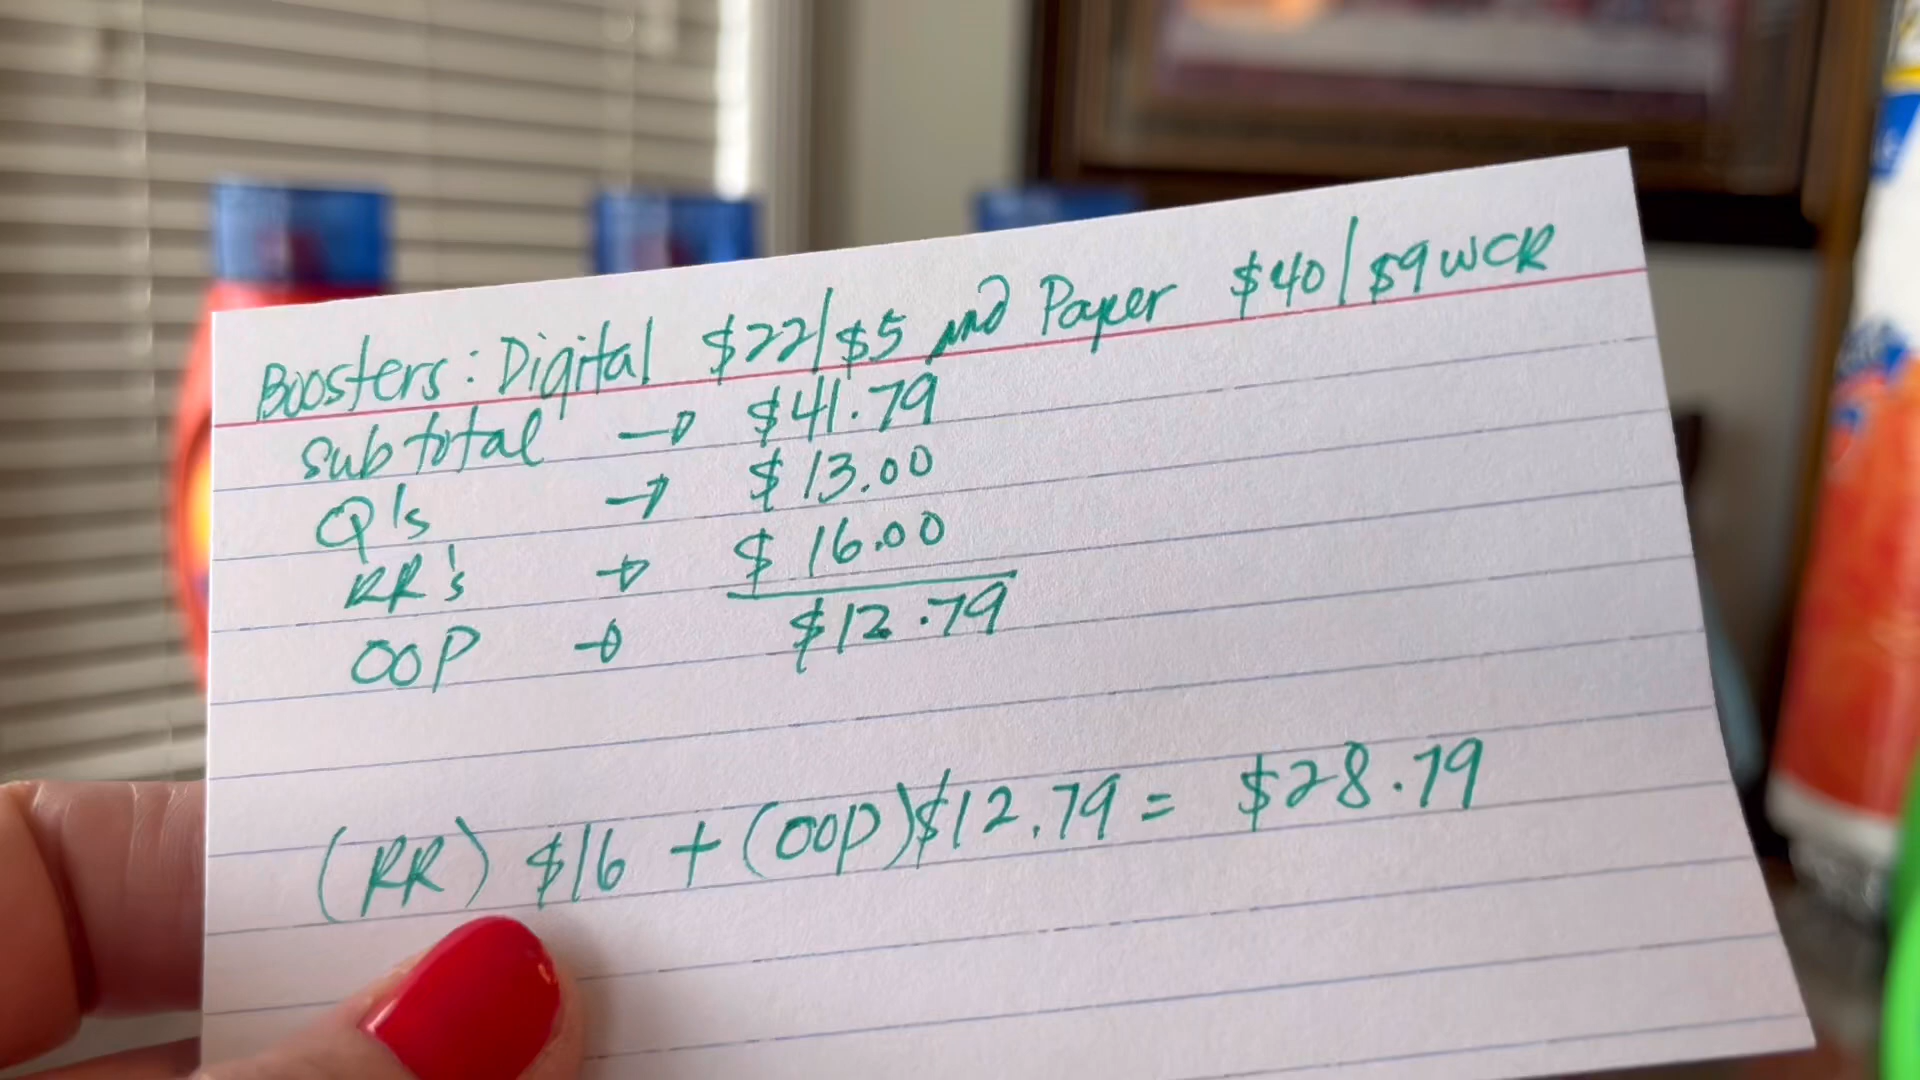 Boosters: Digital $22/$5 and Paper $40/$9 WCR
Subtotal → $41.79
Q's → $13.00
RR's → $16.00
OOP → $12.79
(RR) $16 + (OOP) $12.79 = $28.79